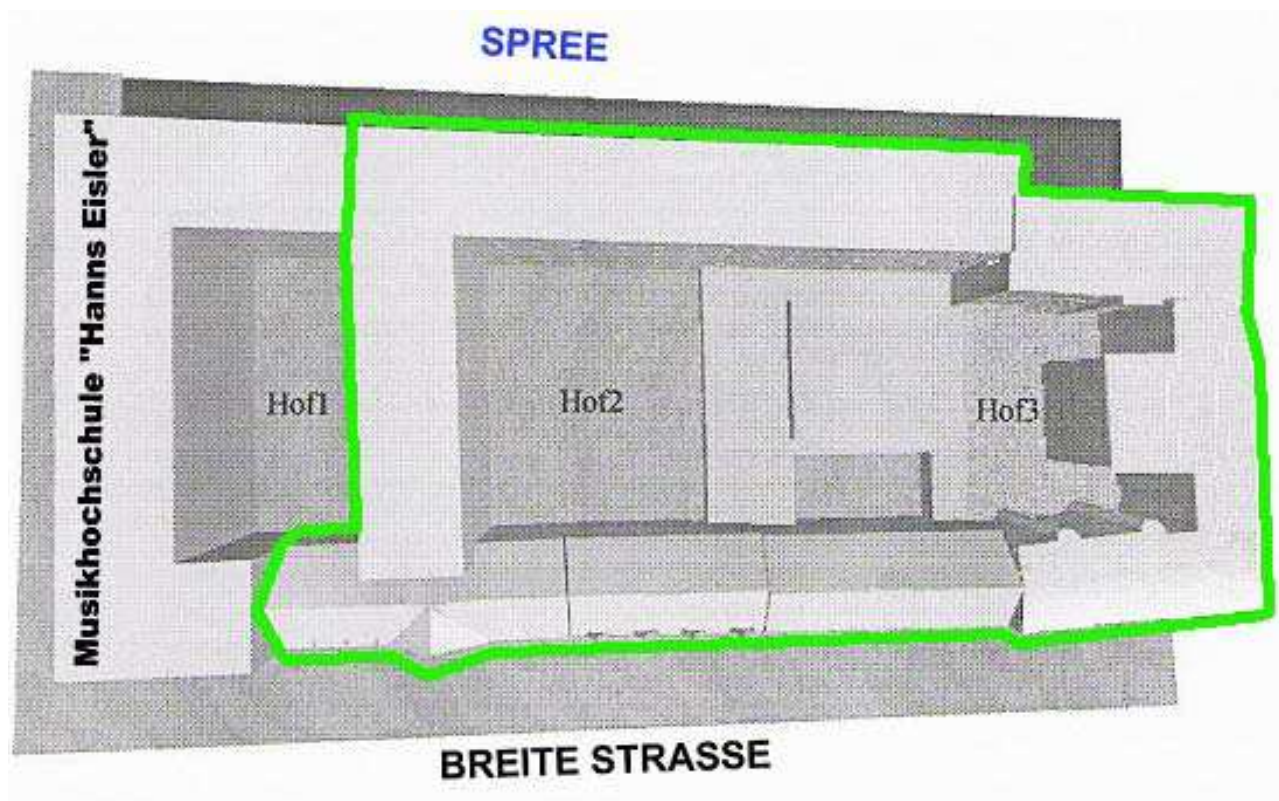 SPREE
Musikhochschule "Hanns Eisler"
Hof1
Hof2
Hof3
BREITE STRASSE